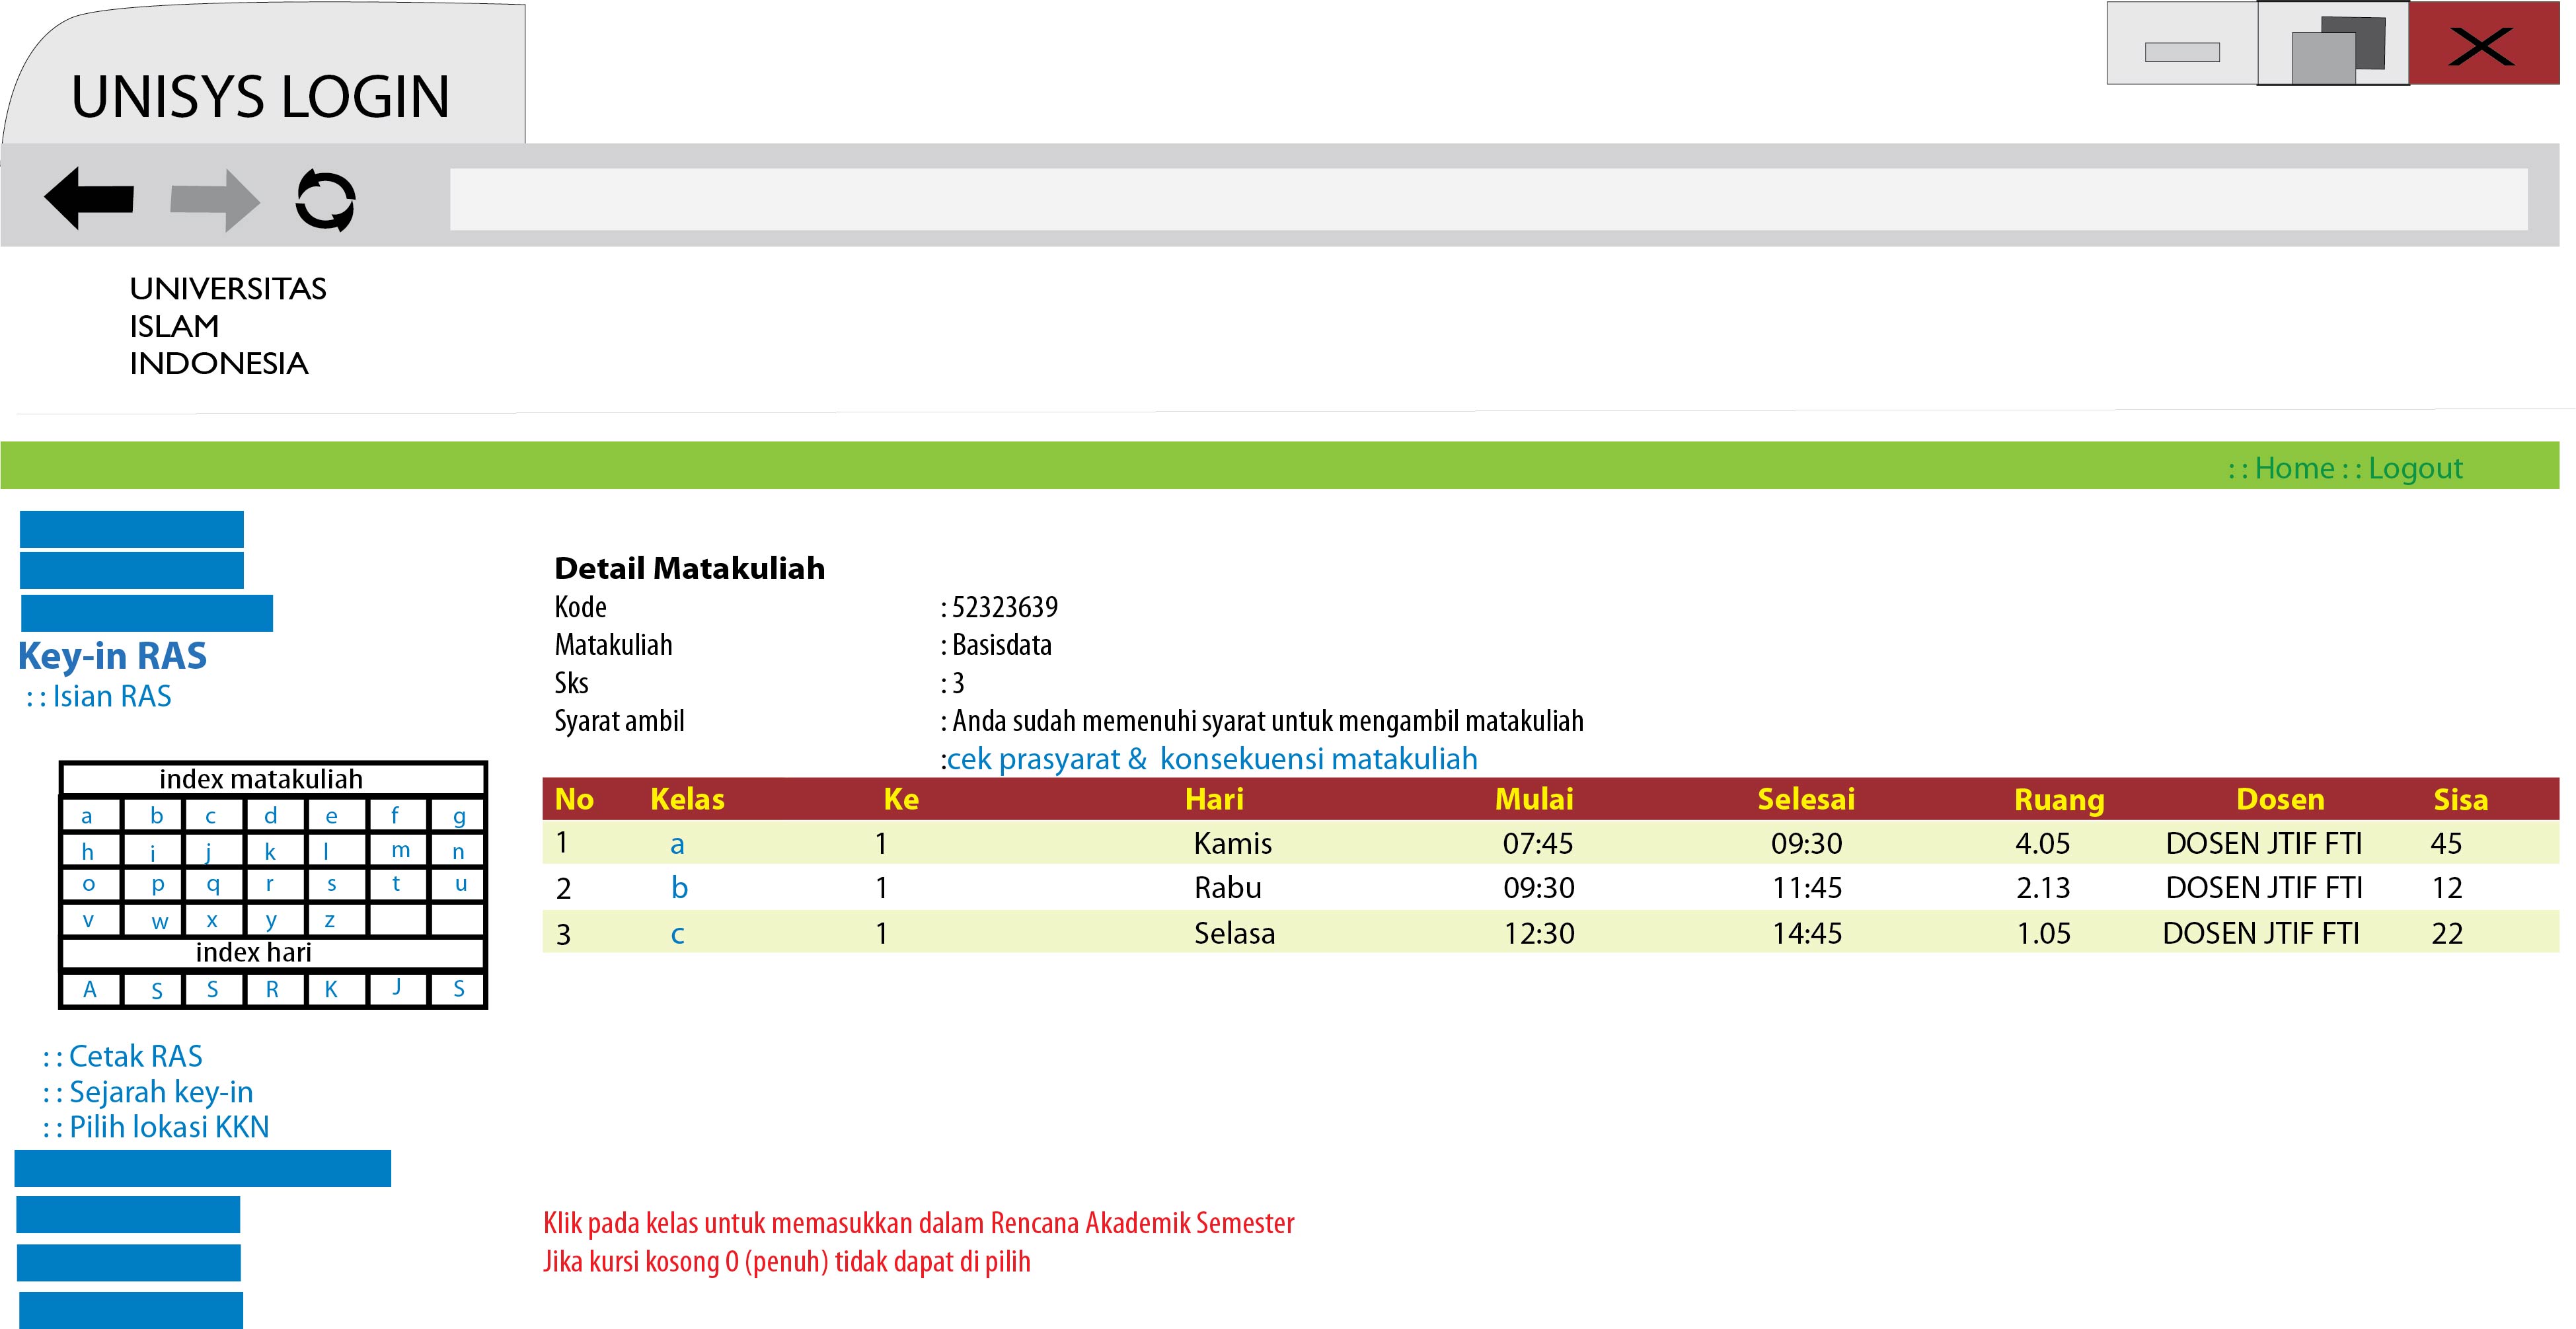 UNISYS LOGIN
UNIVERSITAS
ISLAM
INDONESIA
: : Home : : Logout
Key-in RAS
: : Isian RAS
index matakuliah
a b c d e f g
h i j k l m n
o p q r s t u
v w x y z
index hari
A S S R K J S
: : Cetak RAS
: : Sejarah key-in
: : Pilih lokasi KKN
Detail Matakuliah
Kode : 52323639
Matakuliah : Basisdata
Sks : 3
Syarat ambil : Anda sudah memenuhi syarat untuk mengambil matakuliah
:cek prasyarat & konsekuensi matakuliah
No Kelas Ke Hari Mulai Selesai Ruang Dosen Sisa
1 a 1 Kamis 07:45 09:30 4.05 DOSEN JTIF FTI 45
2 b 1 Rabu 09:30 11:45 2.13 DOSEN JTIF FTI 12
3 c 1 Selasa 12:30 14:45 1.05 DOSEN JTIF FTI 22
Klik pada kelas untuk memasukkan dalam Rencana Akademik Semester
Jika kursi kosong 0 (penuh) tidak dapat di pilih